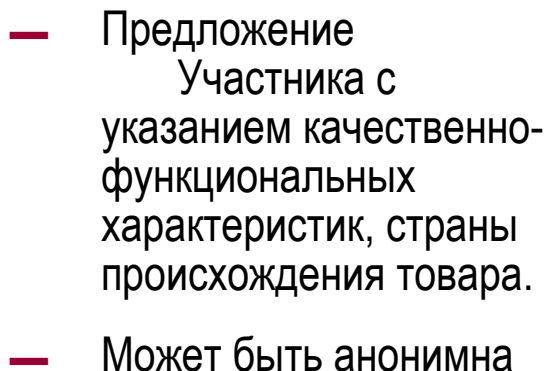 — Предложение
Участника с
указанием качественно-
функциональных
характеристик, страны
происхождения товара.
— Может быть анонимна